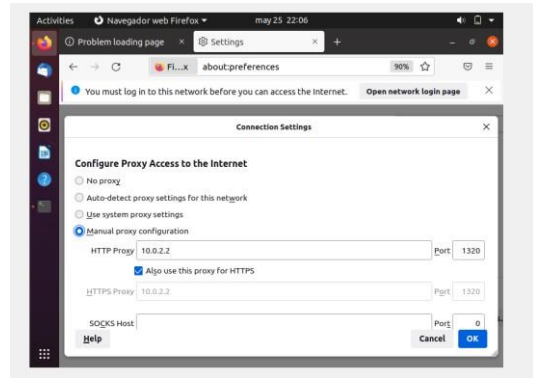 Activities Navegador web Firefox may 25 22:06
Problem loading page × Settings × +
Fi...x about:preferences 90%
You must log in to this network before you can access the Internet. Open network login page
Connection Settings
Configure Proxy Access to the Internet
No proxy
Auto-detect proxy settings for this network
Use system proxy settings
Manual proxy configuration
HTTP Proxy 10.0.2.2 Port 1320
Also use this proxy for HTTPS
HTTPS Proxy 10.0.2.2 Port 1320
SOCKS Host Port 0
Help Cancel OK